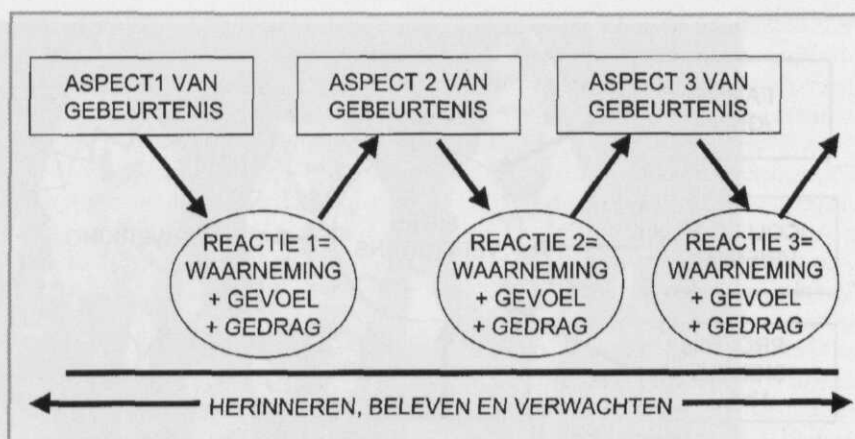 ASPECT1 VAN
GEBEURTENIS
ASPECT 2 VAN
GEBEURTENIS
ASPECT 3 VAN
GEBEURTENIS
REACTIE 1=
WAARNEMING
+ GEVOEL
+ GEDRAG
REACTIE 2=
WAARNEMING
+ GEVOEL
+ GEDRAG
REACTIE 3=
WAARNEMING
+ GEVOEL
+ GEDRAG
HERINNEREN, BELEVEN EN VERWACHTEN